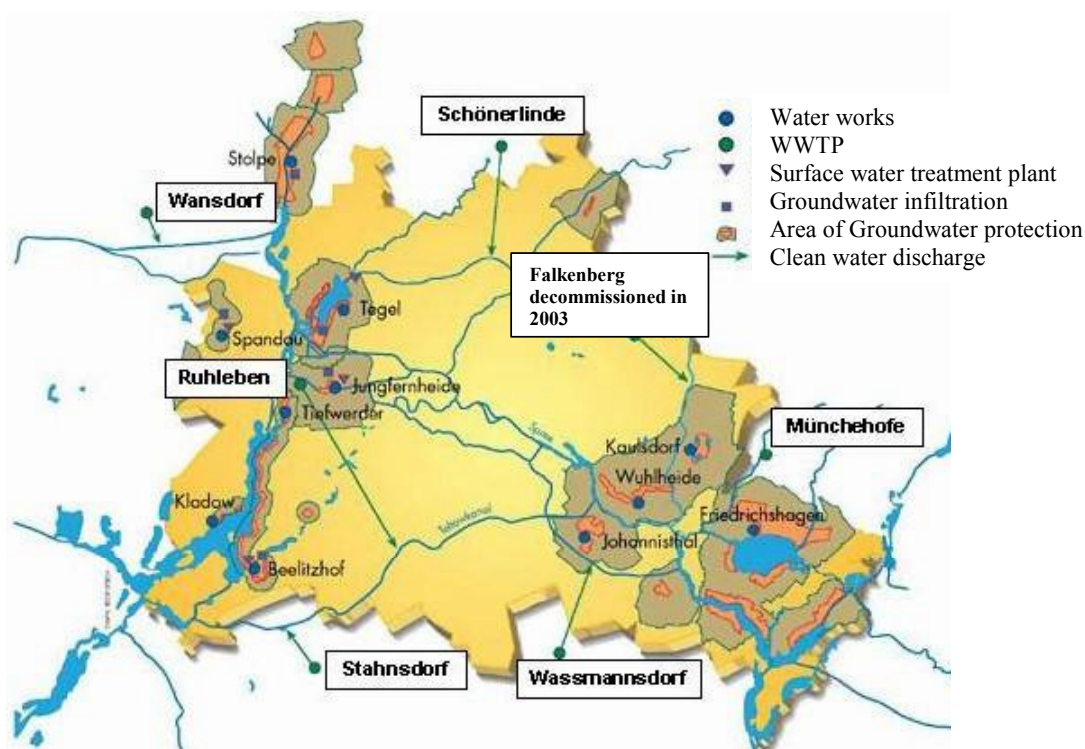 Schönerlinde
Water works
WWTP
Surface water treatment plant
Groundwater infiltration
Area of Groundwater protection
Clean water discharge
Stolpe
Wansdorf
Falkenberg
decommissioned in
2003
Tegel
Spandau
Ruhleben
Jungfernheide
Tiefwerder
Münchehofe
Spree
Kaulsdorf
Wuhlheide
Kladow
Friedrichshagen
Teltowkanal
Johannisthal
Beelitzhof
Stahnsdorf
Wassmannsdorf